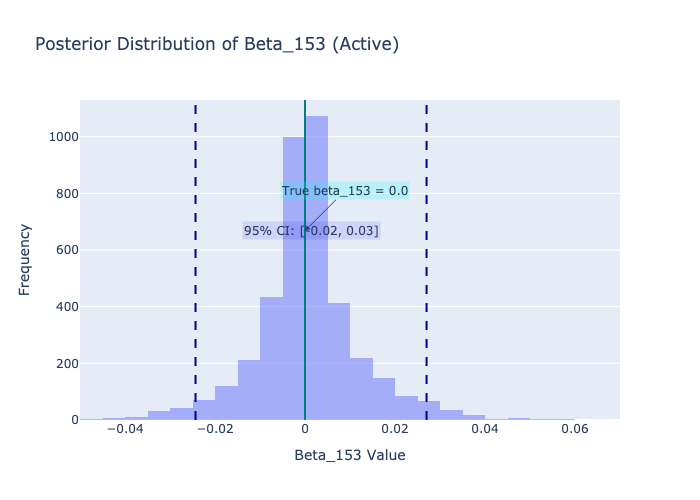 Posterior Distribution of Beta_153 (Active)
1000
800
600
400
200
0
Frequency
True beta_153 = 0.0
95% CI: [-0.02, 0.03]
−0.04
−0.02
0
0.02
0.04
0.06
Beta_153 Value